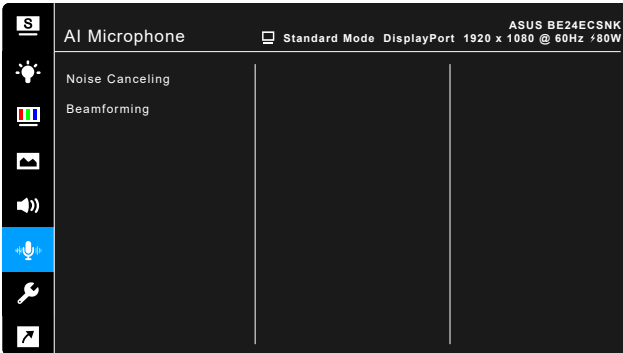 S
AI Microphone
ASUS BE24ECSNK
Standard Mode DisplayPort 1920 x 1080 @ 60Hz ⚡80W
Noise Canceling
Beamforming